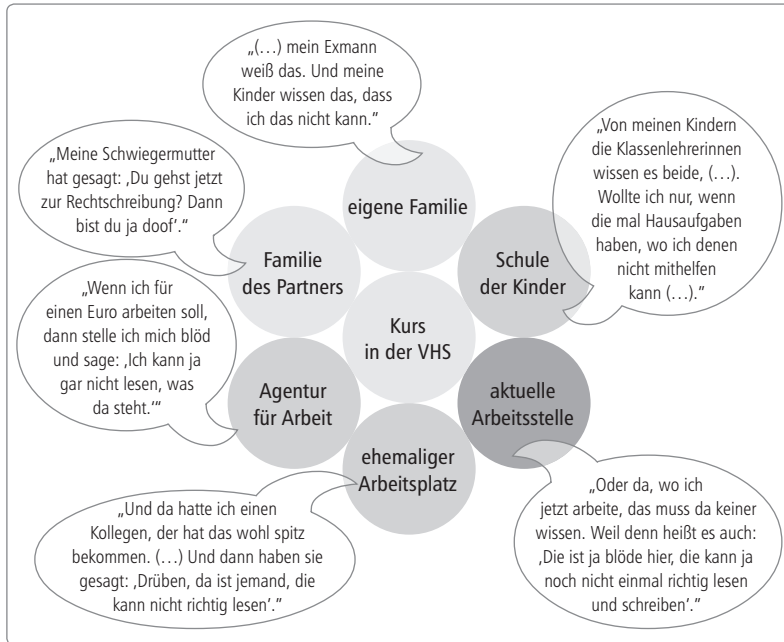 „(…) mein Exmann
weiß das. Und meine
Kinder wissen das, dass
ich das nicht kann.“
„Von meinen Kindern
die Klassenlehrerinnen
wissen es beide, (…).
Wollte ich nur, wenn
die mal Hausaufgaben
haben, wo ich denen
nicht mithelfen
kann (…).“
„Meine Schwiegermutter
hat gesagt: ‚Du gehst jetzt
zur Rechtschreibung? Dann
bist du ja doof‘.“
eigene Familie
Familie
des Partners
Schule
der Kinder
„Wenn ich für
einen Euro arbeiten soll,
dann stelle ich mich blöd
und sage: ‚Ich kann ja
gar nicht lesen, was
da steht.‘“
Kurs
in der VHS
Agentur
für Arbeit
aktuelle
Arbeitsstelle
ehemaliger
Arbeitsplatz
„Und da hatte ich einen
Kollegen, der hat das wohl spitz
bekommen. (…) Und dann haben sie
gesagt: ‚Drüben, da ist jemand, die
kann nicht richtig lesen‘.“
„Oder da, wo ich
jetzt arbeite, das muss da keiner
wissen. Weil denn heißt es auch:
‚Die ist ja blöde hier, die kann ja
noch nicht einmal richtig lesen
und schreiben‘.“